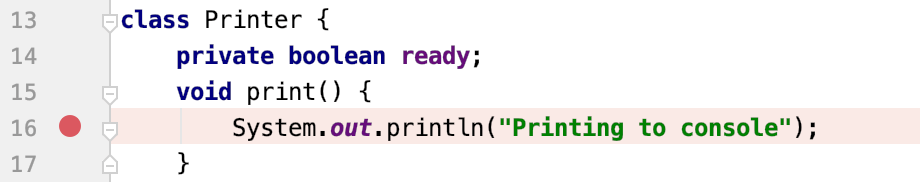 13 class Printer {
14 private boolean ready;
15 void print() {
16 System.out.println("Printing to console");
17 }